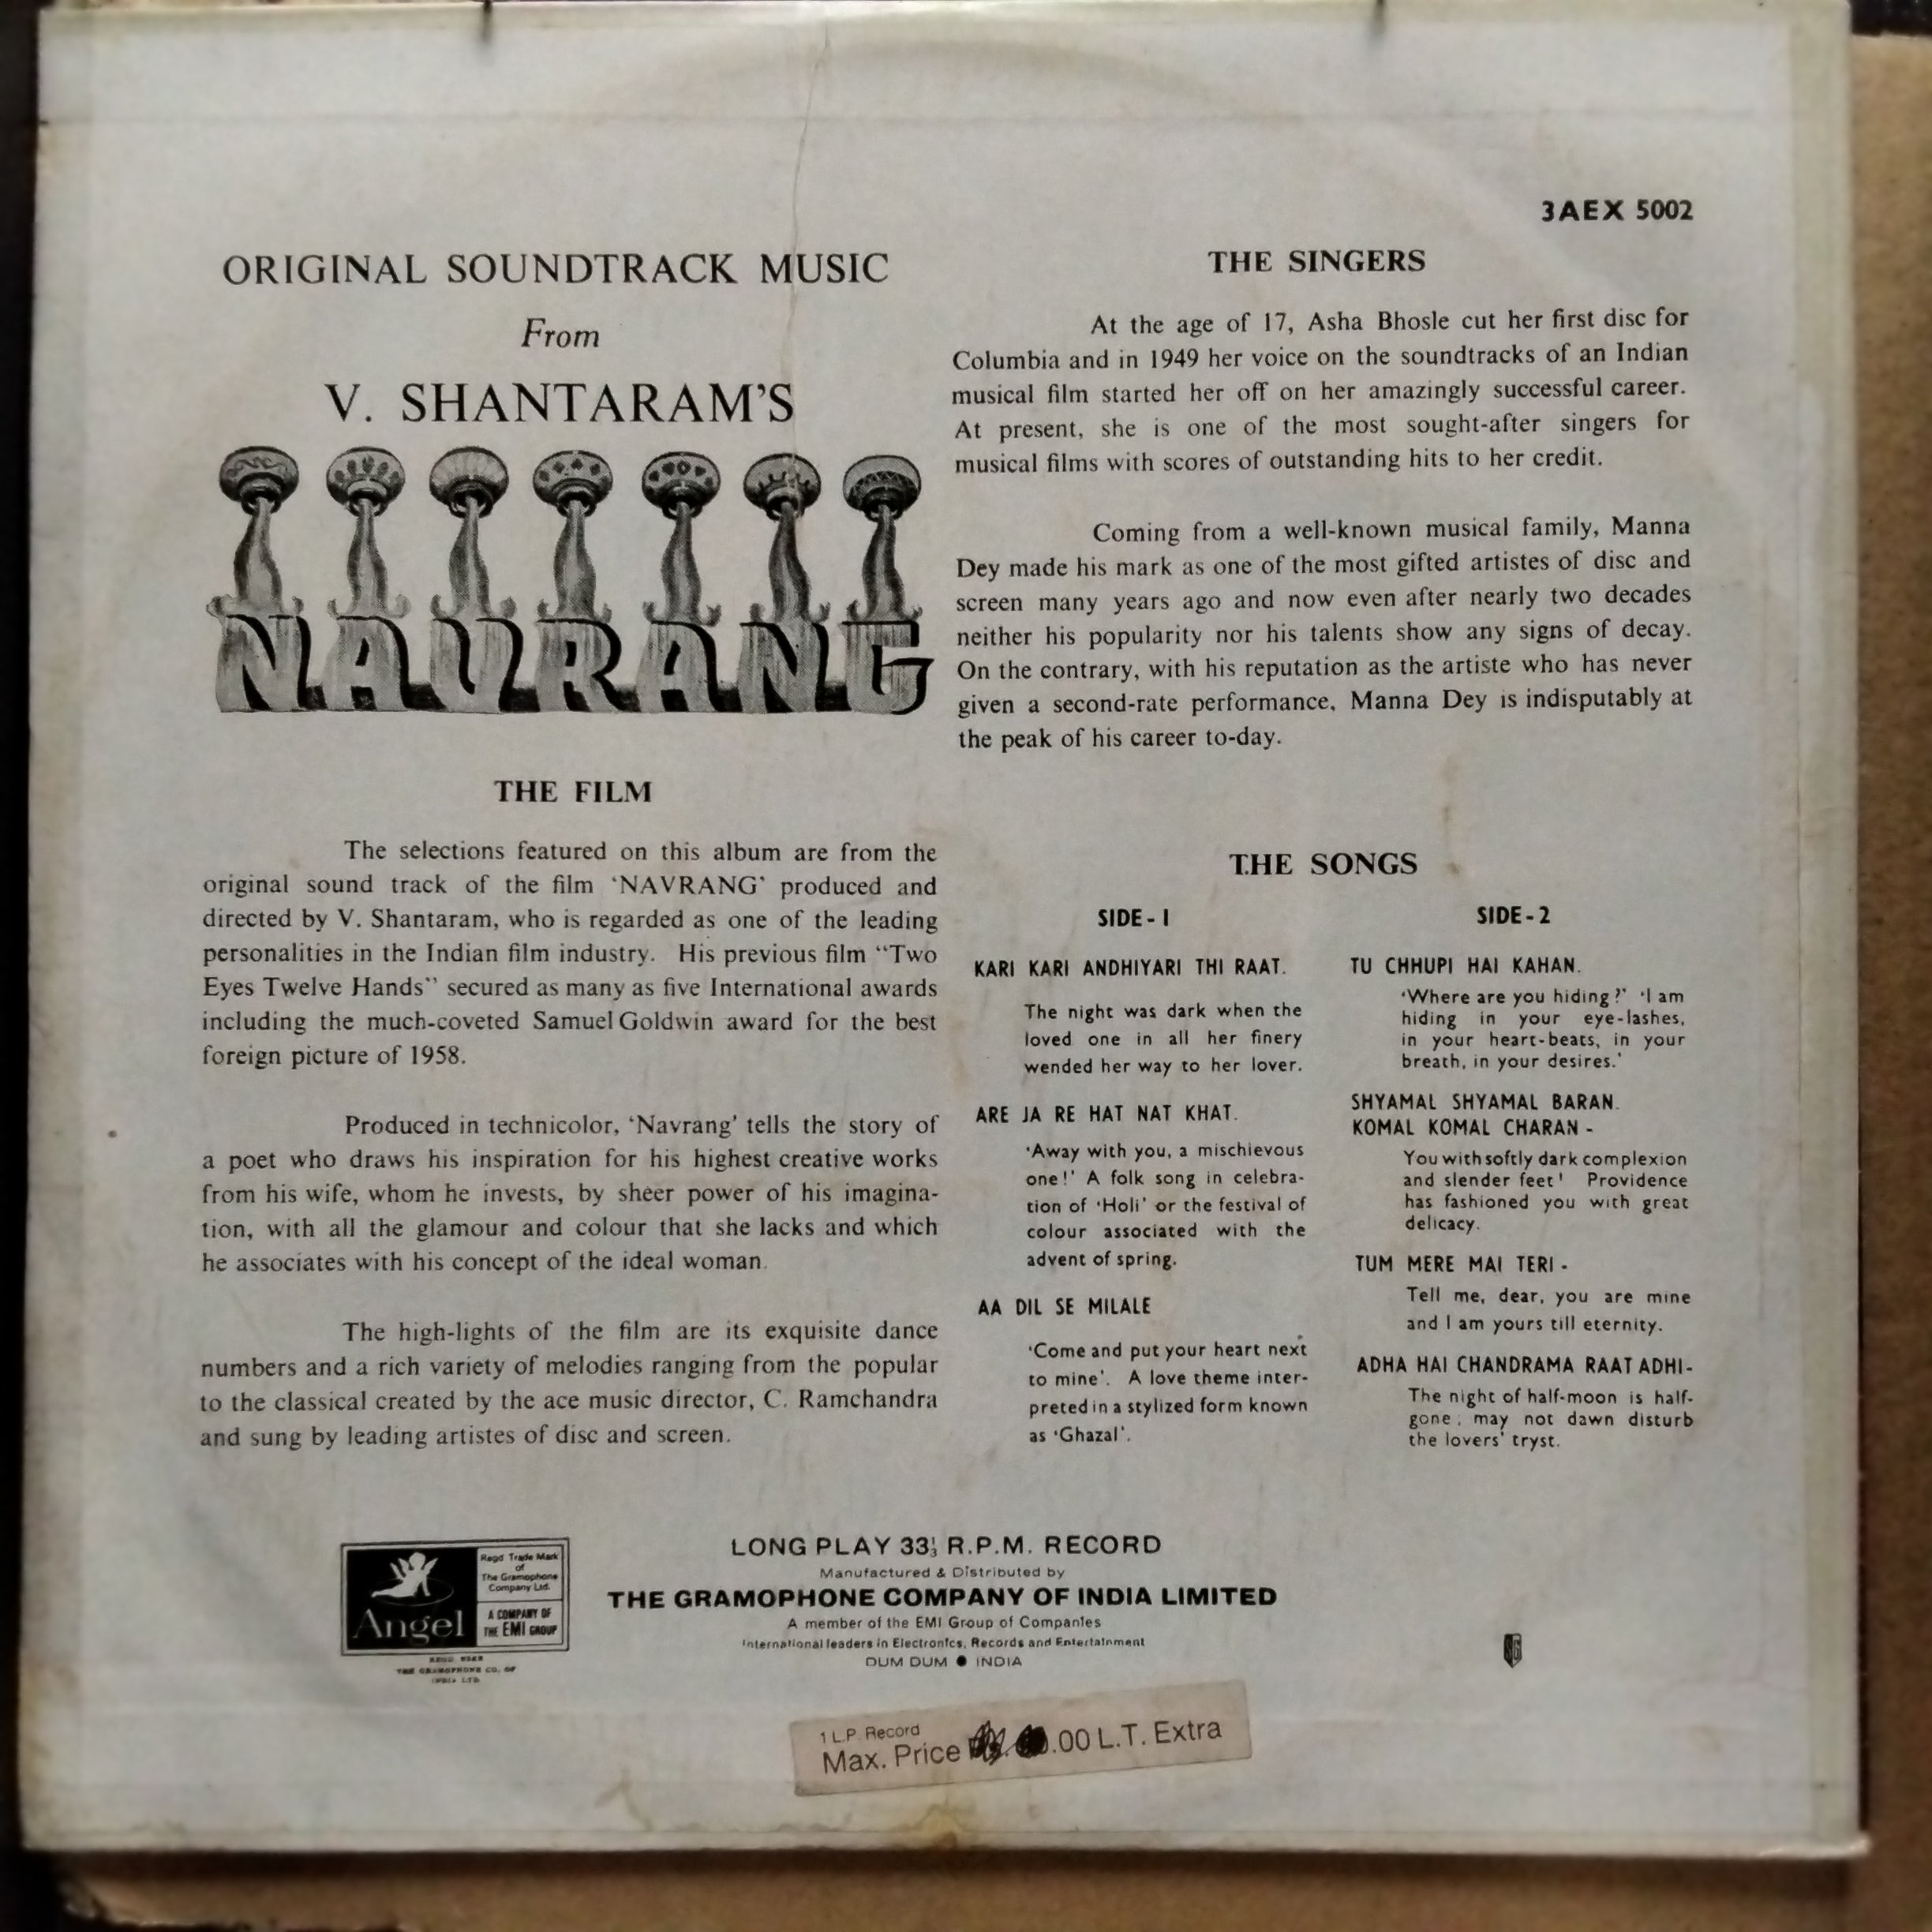 3AEX 5002
ORIGINAL SOUNDTRACK MUSIC
From
V. SHANTARAM'S
NAVRANG
THE FILM
The selections featured on this album are from the
original sound track of the film 'NAVRANG' produced and
directed by V. Shantaram, who is regarded as one of the leading
personalities in the Indian film industry. His previous film "Two
Eyes Twelve Hands" secured as many as five International awards
including the much-coveted Samuel Goldwin award for the best
foreign picture of 1958.
Produced in technicolor, 'Navrang' tells the story of
a poet who draws his inspiration for his highest creative works
from his wife, whom he invests, by sheer power of his imagina-
tion, with all the glamour and colour that she lacks and which
he associates with his concept of the ideal woman.
The high-lights of the film are its exquisite dance
numbers and a rich variety of melodies ranging from the popular
to the classical created by the ace music director, C. Ramchandra
and sung by leading artistes of disc and screen.
THE SINGERS
At the age of 17, Asha Bhosle cut her first disc for
Columbia and in 1949 her voice on the soundtracks of an Indian
musical film started her off on her amazingly successful career.
At present, she is one of the most sought-after singers for
musical films with scores of outstanding hits to her credit.
Coming from a well-known musical family, Manna
Dey made his mark as one of the most gifted artistes of disc and
screen many years ago and now even after nearly two decades
neither his popularity nor his talents show any signs of decay.
On the contrary, with his reputation as the artiste who has never
given a second-rate performance, Manna Dey is indisputably at
the peak of his career to-day.
THE SONGS
SIDE - 1
KARI KARI ANDHIYARI THI RAAT.
The night was dark when the
loved one in all her finery
wended her way to her lover.
ARE JA RE HAT NAT KHAT.
'Away with you, a mischievous
one!' A folk song in celebra-
tion of 'Holi' or the festival of
colour associated with the
advent of spring.
AA DIL SE MILALE
'Come and put your heart next
to mine'. A love theme inter-
preted in a stylized form known
as 'Ghazal'.
SIDE - 2
TU CHHUPI HAI KAHAN.
'Where are you hiding?' 'I am
hiding in your eye-lashes,
in your heart-beats, in your
breath, in your desires.'
SHYAMAL SHYAMAL BARAN.
KOMAL KOMAL CHARAN -
You with softly dark complexion
and slender feet! Providence
has fashioned you with great
delicacy.
TUM MERE MAI TERI -
Tell me, dear, you are mine
and I am yours till eternity.
ADHA HAI CHANDRAMA RAAT ADHI -
The night of half-moon is half-
gone; may not dawn disturb
the lovers' tryst.
Angel
Regd Trade Mark
of
The Gramophone
Company Ltd.
A COMPANY OF
THE EMI GROUP
REGD USER
THE GRAMOPHONE CO. OF
INDIA LTD
LONG PLAY 33⅓ R.P.M. RECORD
Manufactured & Distributed by
THE GRAMOPHONE COMPANY OF INDIA LIMITED
A member of the EMI Group of Companies
International leaders in Electronics, Records and Entertainment
DUM DUM ● INDIA
1 L.P. Record
Max. Price .00 L.T. Extra